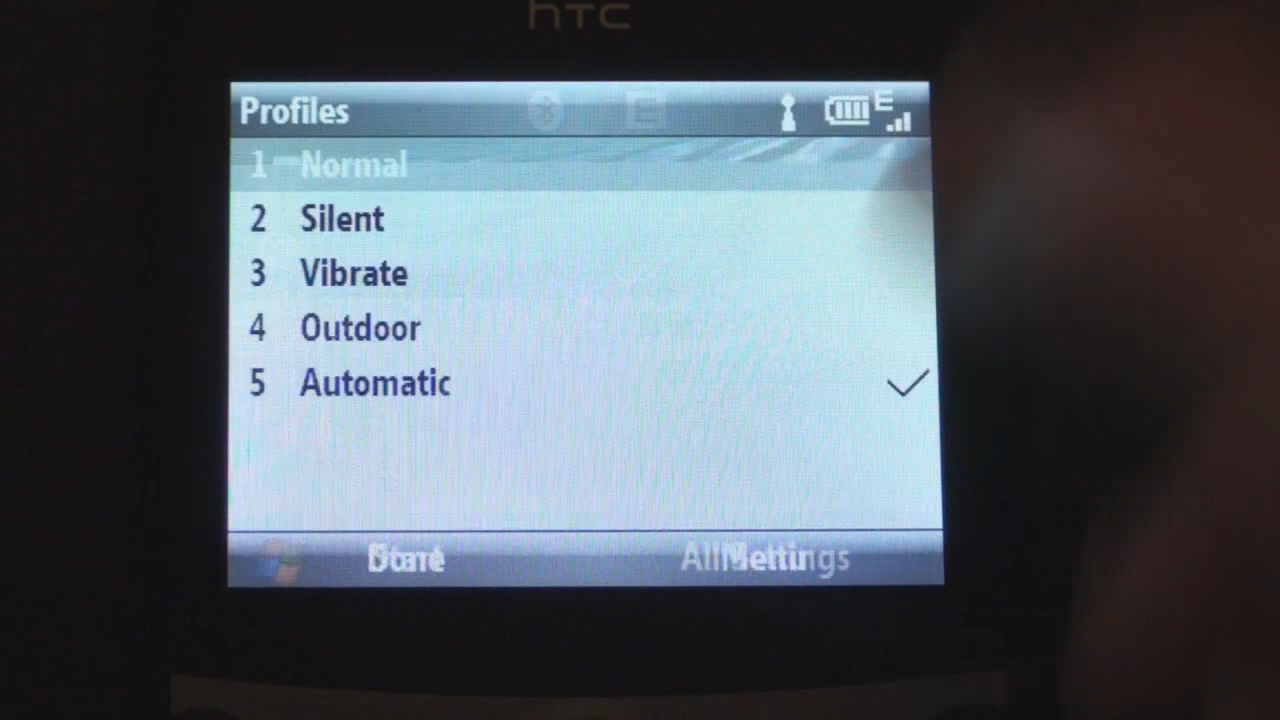 hTC
Profiles
E
E
1 Normal
2 Silent
3 Vibrate
4 Outdoor
5 Automatic